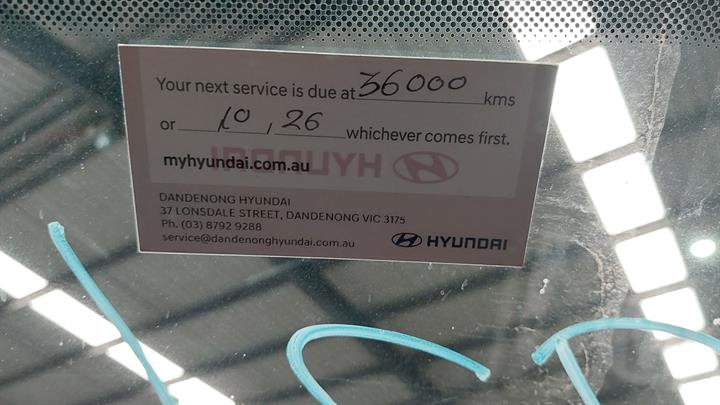 Your next service is due at 36000 kms
or 10, 26 whichever comes first.
myhyundai.com.au
HYUNDAI
DANDENONG HYUNDAI
37 LONSDALE STREET, DANDENONG VIC 3175
Ph. (03) 8792 9288
service@dandenonghyundai.com.au
HYUNDAI